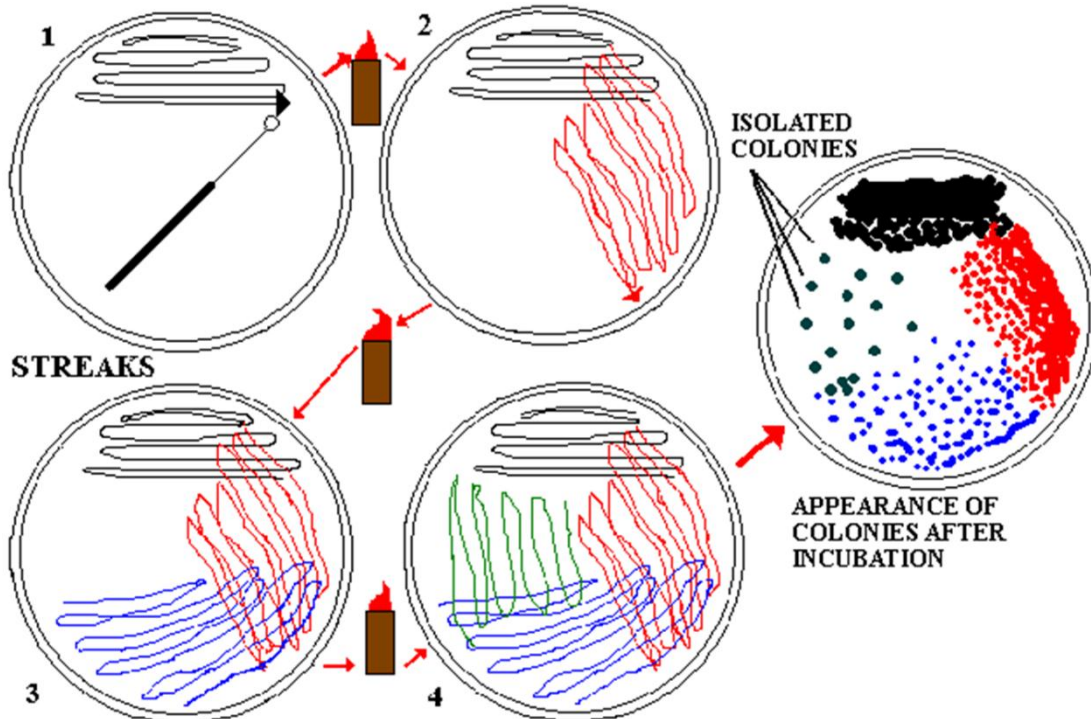 1
2
ISOLATED
COLONIES
STREAKS
3
4
APPEARANCE OF
COLONIES AFTER
INCUBATION